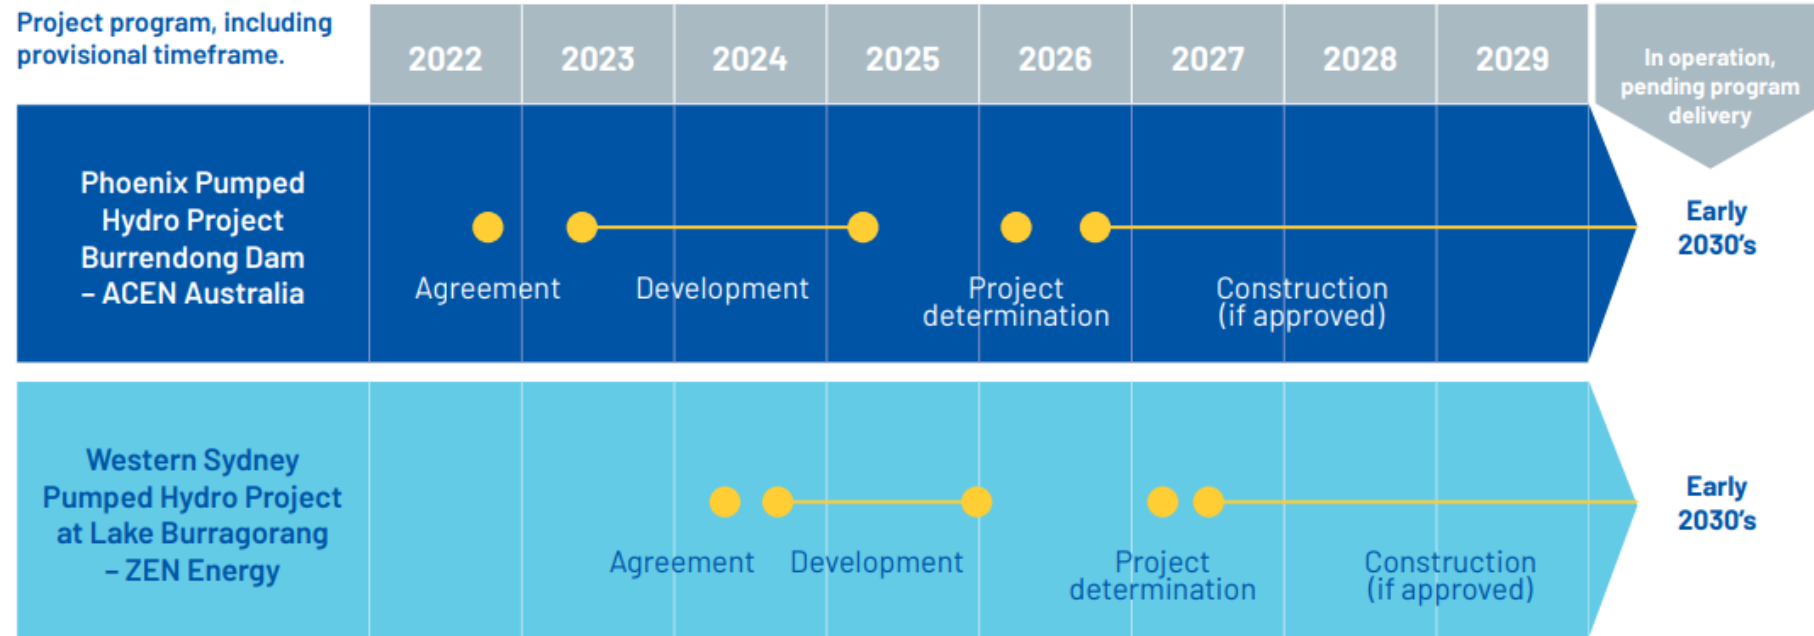 Project program, including
provisional timeframe.
2022
2023
2024
2025
2026
2027
2028
2029
In operation,
pending program
delivery
Phoenix Pumped
Hydro Project
Burrendong Dam
– ACEN Australia
Agreement
Development
Project
determination
Construction
(if approved)
Early
2030’s
Western Sydney
Pumped Hydro Project
at Lake Burragorang
– ZEN Energy
Agreement
Development
Project
determination
Construction
(if approved)
Early
2030’s